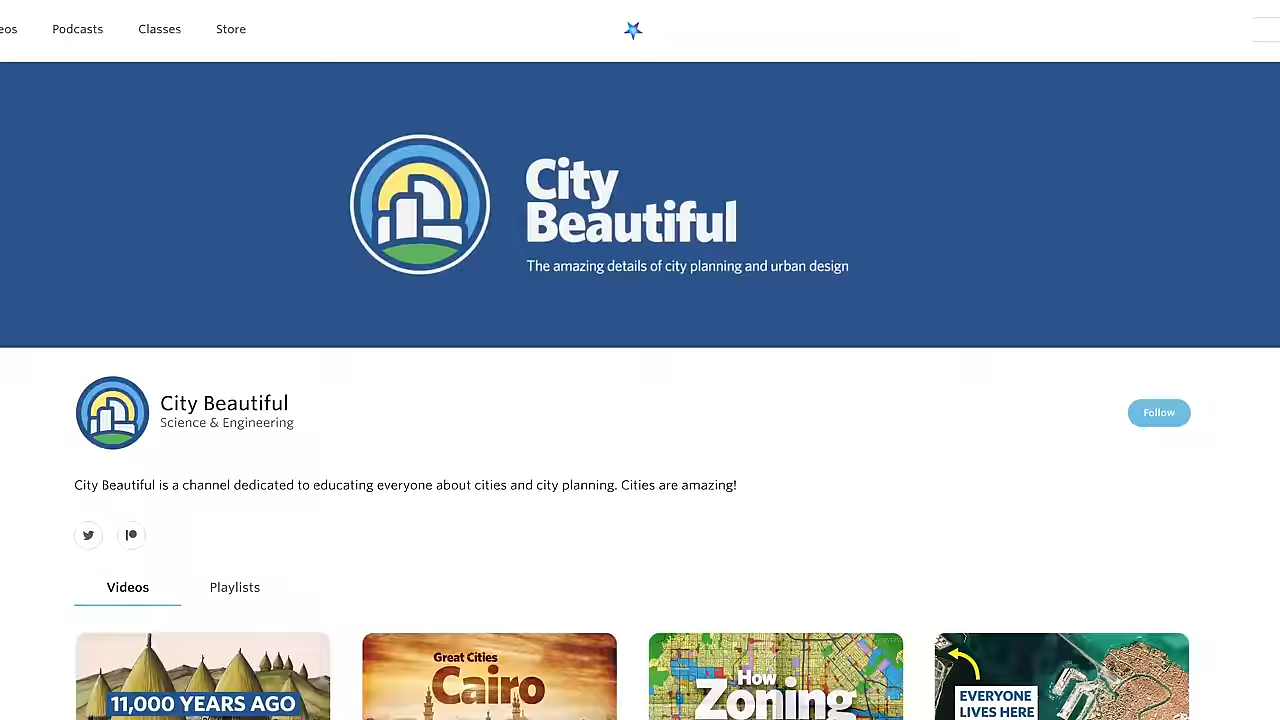 eos Podcasts Classes Store
City
Beautiful
The amazing details of city planning and urban design
City Beautiful
Science & Engineering
Follow
City Beautiful is a channel dedicated to educating everyone about cities and city planning. Cities are amazing!
Videos Playlists
11,000 YEARS AGO
Great Cities
Cairo
How
Zoning
EVERYONE
LIVES HERE